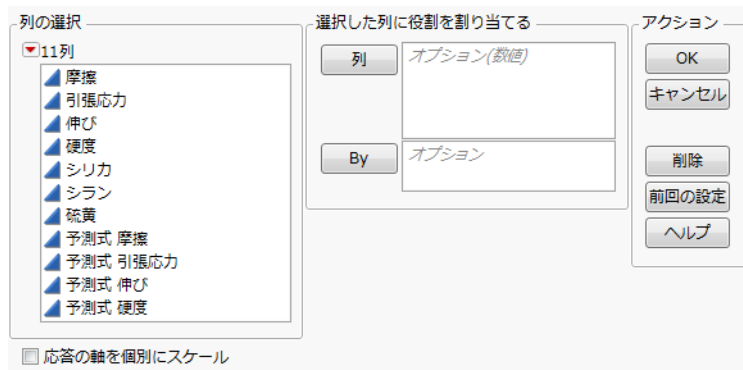 列の選択
11列
摩擦
引張応力
伸び
硬度
シリカ
シラン
硫黄
予測式 摩擦
予測式 引張応力
予測式 伸び
予測式 硬度
応答の軸を個別にスケール
選択した列に役割を割り当てる
列
オプション(数値)
By
オプション
アクション
OK
キャンセル
削除
前回の設定
ヘルプ